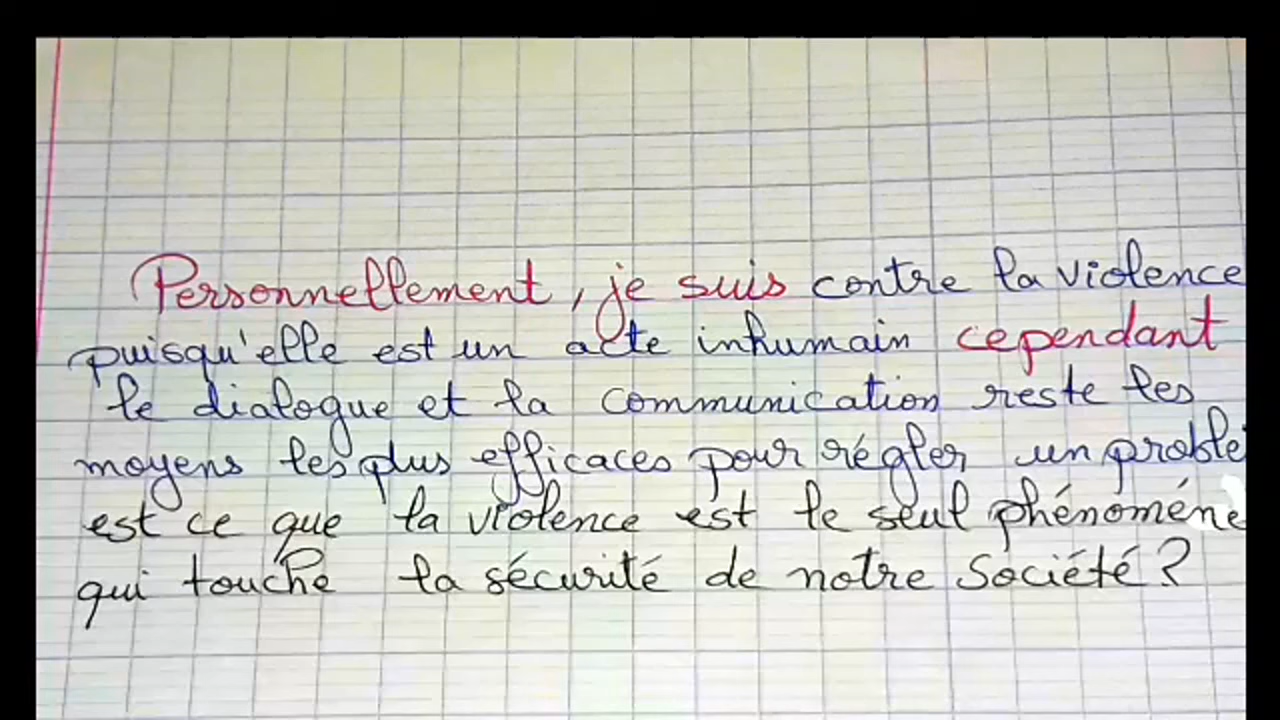 Personnellement, je suis contre la violence
puisqu'elle est un acte inhumain cependant
le dialogue et la communication reste les
moyens les plus efficaces pour régler un problè
est ce que la violence est le seul phénoméne
qui touche la sécurité de notre société?